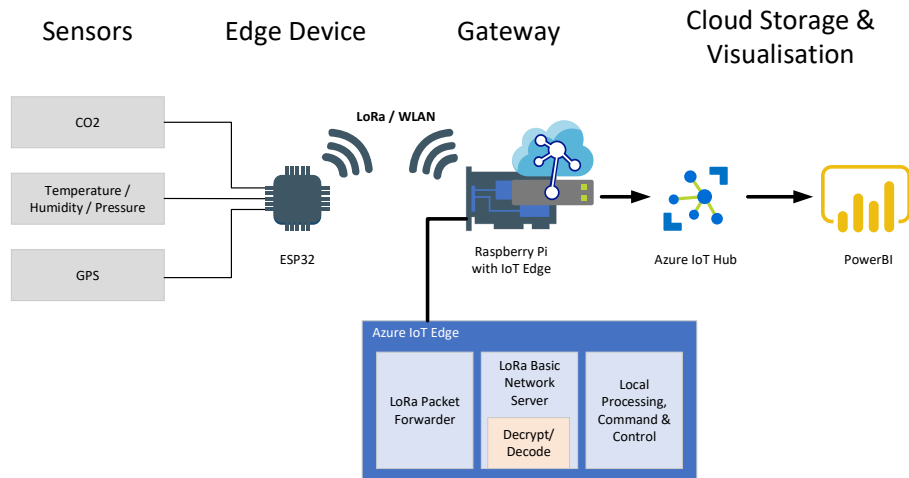 Sensors
Edge Device
Gateway
Cloud Storage &
Visualisation
CO2
Temperature /
Humidity / Pressure
GPS
LoRa / WLAN
ESP32
Raspberry Pi
with IoT Edge
Azure IoT Hub
PowerBI
Azure IoT Edge
LoRa Packet
Forwarder
LoRa Basic
Network
Server
Decrypt/
Decode
Local
Processing,
Command &
Control